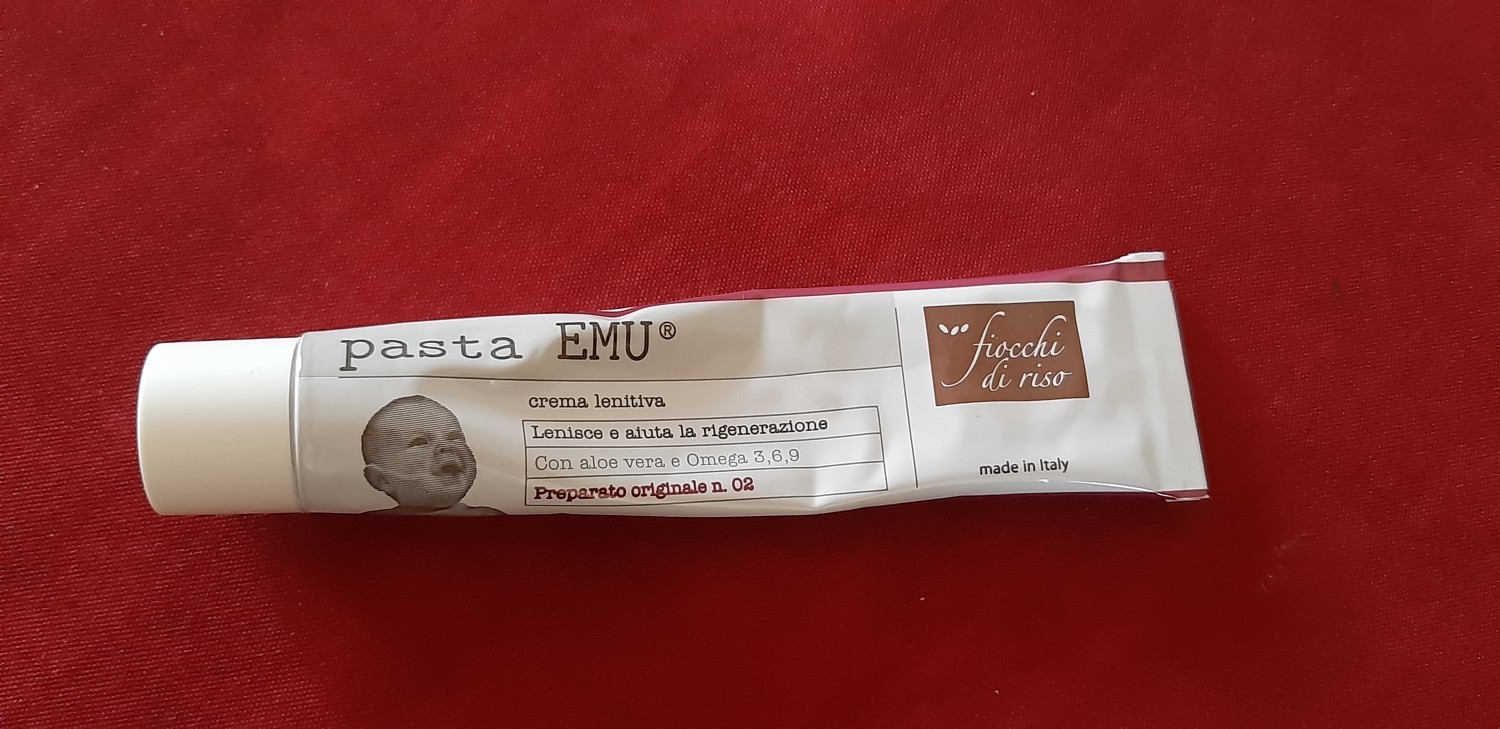 pasta EMU®
crema lenitiva
Lenisce e aiuta la rigenerazione
Con aloe vera e Omega 3,6,9
Preparato originale n. 02
fiocchi
di riso
made in Italy